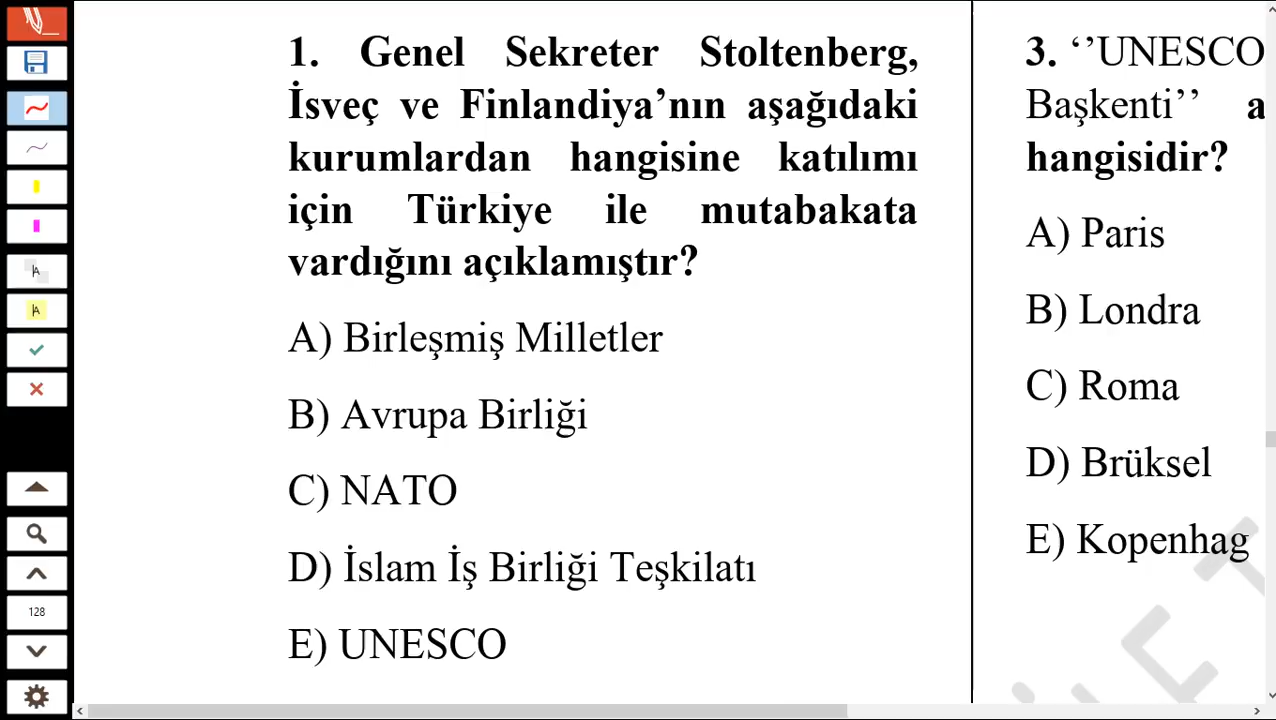 1. Genel Sekreter Stoltenberg,
İsveç ve Finlandiya’nın aşağıdaki
kurumlardan hangisine katılımı
için Türkiye ile mutabakata
vardığını açıklamıştır?
A) Birleşmiş Milletler
B) Avrupa Birliği
C) NATO
D) İslam İş Birliği Teşkilatı
E) UNESCO
3. ‘’UNESCO
Başkenti’’ a
hangisidir?
A) Paris
B) Londra
C) Roma
D) Brüksel
E) Kopenhag
128